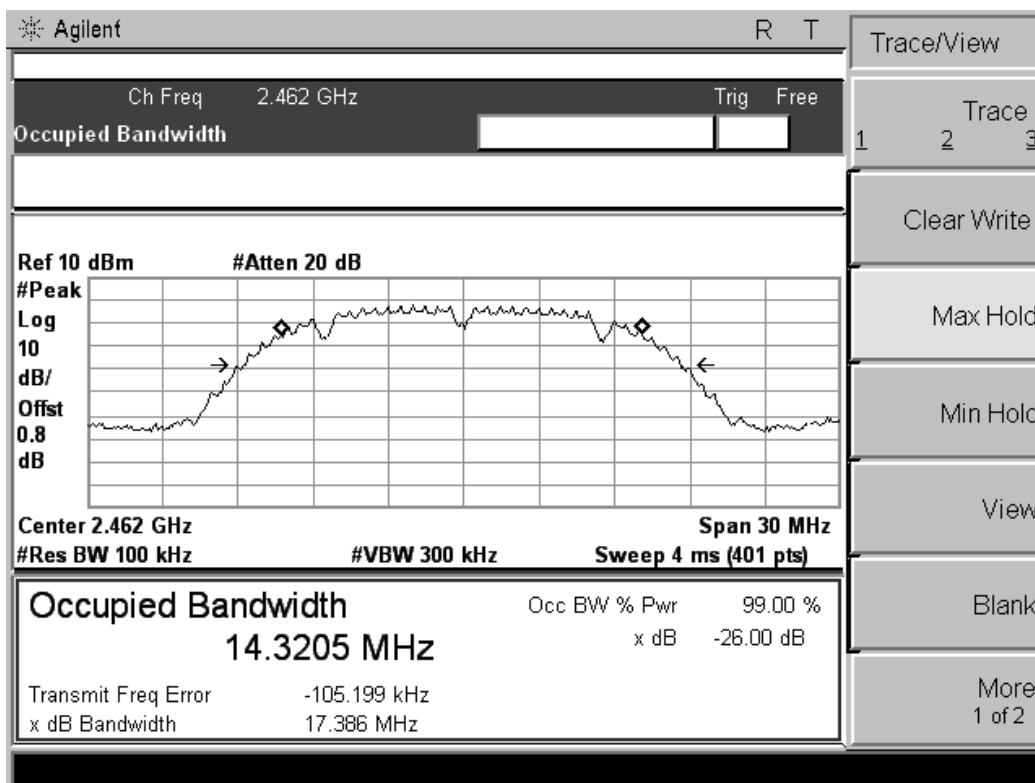 Agilent R T
Ch Freq 2.462 GHz Trig Free
Occupied Bandwidth
Ref 10 dBm #Atten 20 dB
#Peak
Log
10
dB/
Offst
0.8
dB
Center 2.462 GHz Span 30 MHz
#Res BW 100 kHz #VBW 300 kHz Sweep 4 ms (401 pts)
Occupied Bandwidth
14.3205 MHz
Occ BW % Pwr 99.00 %
x dB -26.00 dB
Transmit Freq Error -105.199 kHz
x dB Bandwidth 17.386 MHz
Trace/View
Trace
1 2 3
Clear Write
Max Hold
Min Hold
View
Blank
More
1 of 2